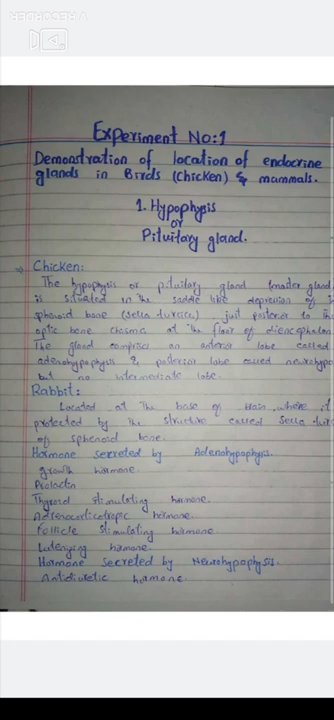 V RECORDER
Experiment No:1
Demonstration of location of endocrine
glands in Birds (chicken) & mammals.
1. Hypophysis
or
Pituitary gland.
Chicken:
The hypophysis or pituitary gland (master gland
is situated in the saddle like depression of
sphenoid bone (sella turcica) just posterior to the
optic bone chiasma at the floor of diencephalon
The gland comprises an anterior lobe called
adenohypophysis & posterior lobe called neurohypo
but no intermediate lobe.
Rabbit:
Located at the base of brain where it
protected by the structure called Sella
of sphenoid bone.
Hormone secreted by Adenohypophysis.
growth hormone.
Prolactin
Thyroid stimulating hormone.
Adrenocorticotropic hormone.
Follicle stimulating hormone.
hormone.
Hormone secreted by Neurohypophysis.
Antidiuretic hormone.